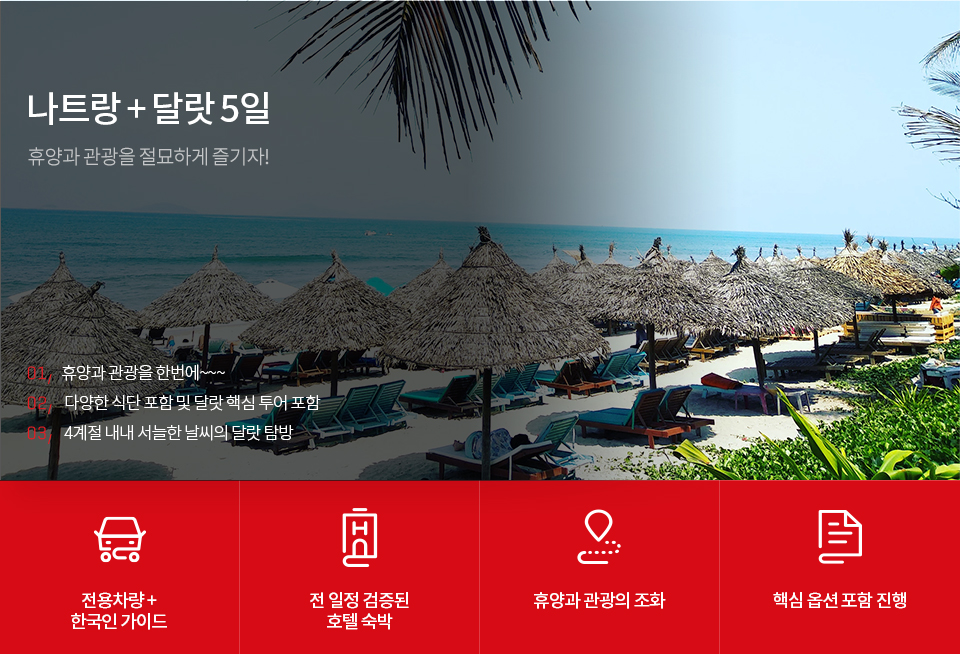 나트랑 + 달랏 5일
휴양과 관광을 절묘하게 즐기자!
01. 휴양과 관광을 한번에~~~
02. 다양한 식단 포함 및 달랏 핵심 투어 포함
03. 4계절 내내 서늘한 날씨의 달랏 탐방
전용차량 +
한국인 가이드
전 일정 검증된
호텔 숙박
휴양과 관광의 조화
핵심 옵션 포함 진행